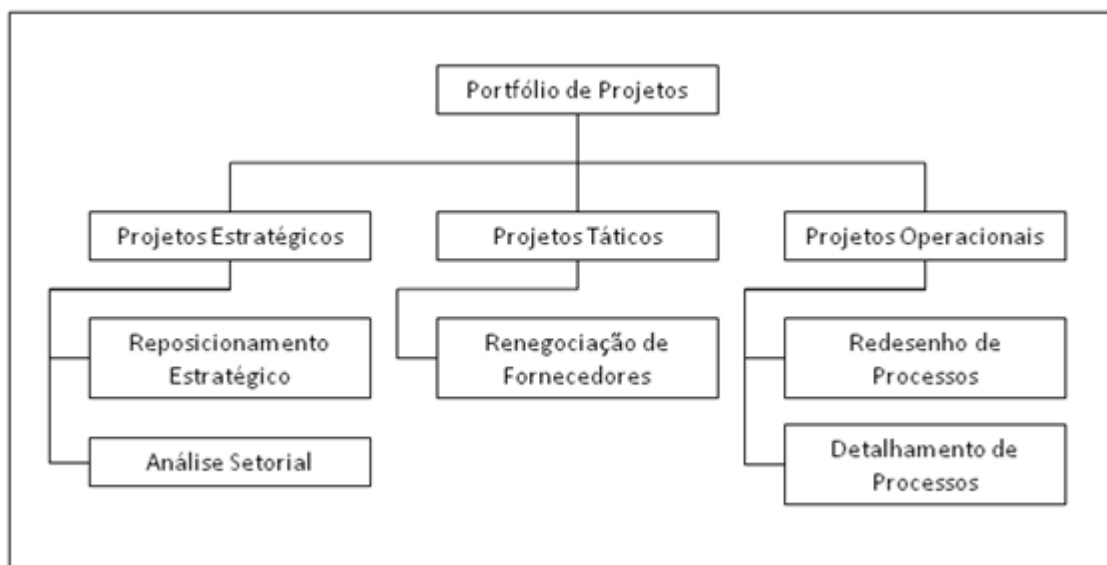 Portfólio de Projetos
Projetos Estratégicos
Projetos Táticos
Projetos Operacionais
Reposicionamento
Estratégico
Renegociação de
Fornecedores
Redesenho de
Processos
Análise Setorial
Detalhamento de
Processos